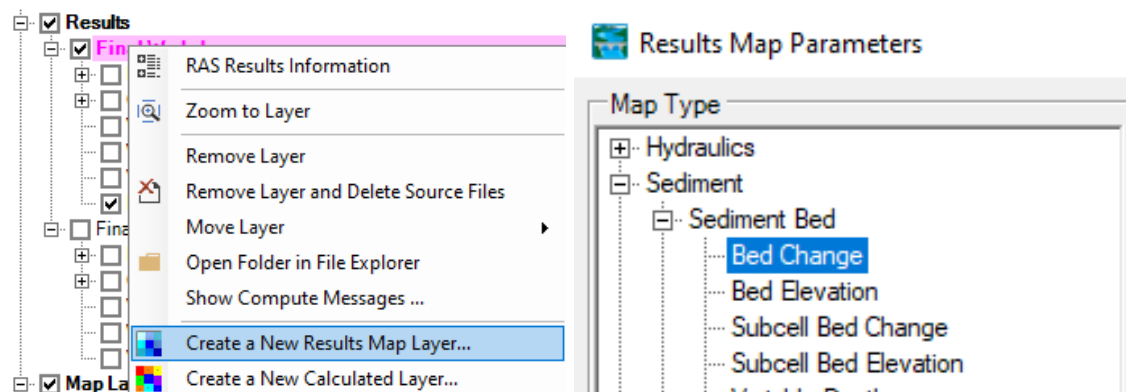 Results
RAS Results Information
Zoom to Layer
Remove Layer
Remove Layer and Delete Source Files
Move Layer
Open Folder in File Explorer
Show Compute Messages ...
Create a New Results Map Layer...
Create a New Calculated Layer...
Fina
Map La
Results Map Parameters
Map Type
Hydraulics
Sediment
Sediment Bed
Bed Change
Bed Elevation
Subcell Bed Change
Subcell Bed Elevation